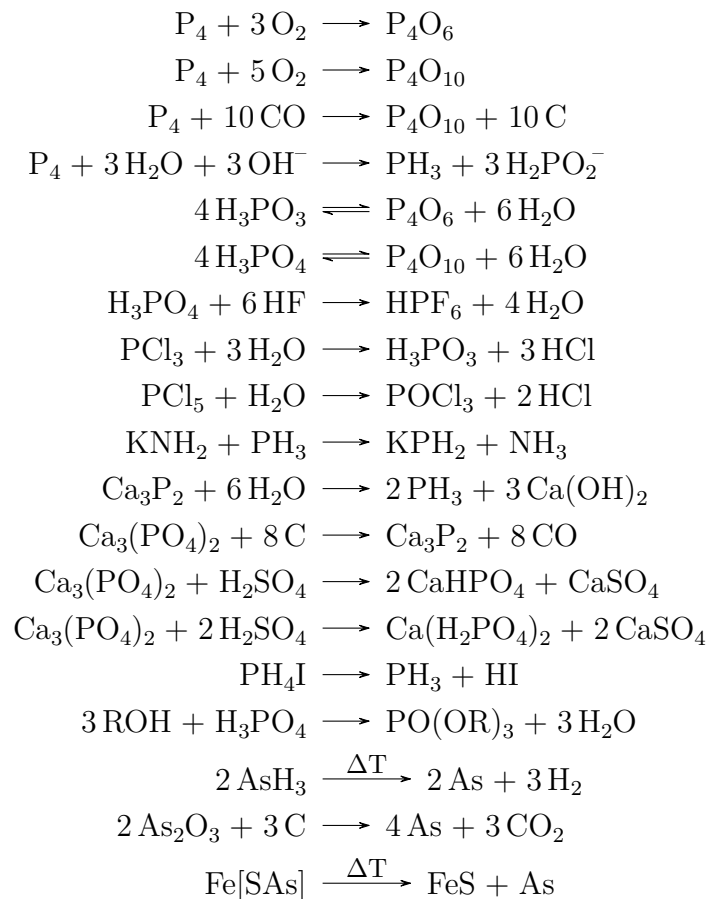 P₄ + 3 O₂ ⟶ P₄O₆
P₄ + 5 O₂ ⟶ P₄O₁₀
P₄ + 10 CO ⟶ P₄O₁₀ + 10 C
P₄ + 3 H₂O + 3 OH⁻ ⟶ PH₃ + 3 H₂PO₂⁻
4 H₃PO₃ ⇌ P₄O₆ + 6 H₂O
4 H₃PO₄ ⇌ P₄O₁₀ + 6 H₂O
H₃PO₄ + 6 HF ⟶ HPF₆ + 4 H₂O
PCl₃ + 3 H₂O ⟶ H₃PO₃ + 3 HCl
PCl₅ + H₂O ⟶ POCl₃ + 2 HCl
KNH₂ + PH₃ ⟶ KPH₂ + NH₃
Ca₃P₂ + 6 H₂O ⟶ 2 PH₃ + 3 Ca(OH)₂
Ca₃(PO₄)₂ + 8 C ⟶ Ca₃P₂ + 8 CO
Ca₃(PO₄)₂ + H₂SO₄ ⟶ 2 CaHPO₄ + CaSO₄
Ca₃(PO₄)₂ + 2 H₂SO₄ ⟶ Ca(H₂PO₄)₂ + 2 CaSO₄
PH₄I ⟶ PH₃ + HI
3 ROH + H₃PO₄ ⟶ PO(OR)₃ + 3 H₂O
2 AsH₃ ⟶ΔT 2 As + 3 H₂
2 As₂O₃ + 3 C ⟶ 4 As + 3 CO₂
Fe[SAs] ⟶ΔT FeS + As